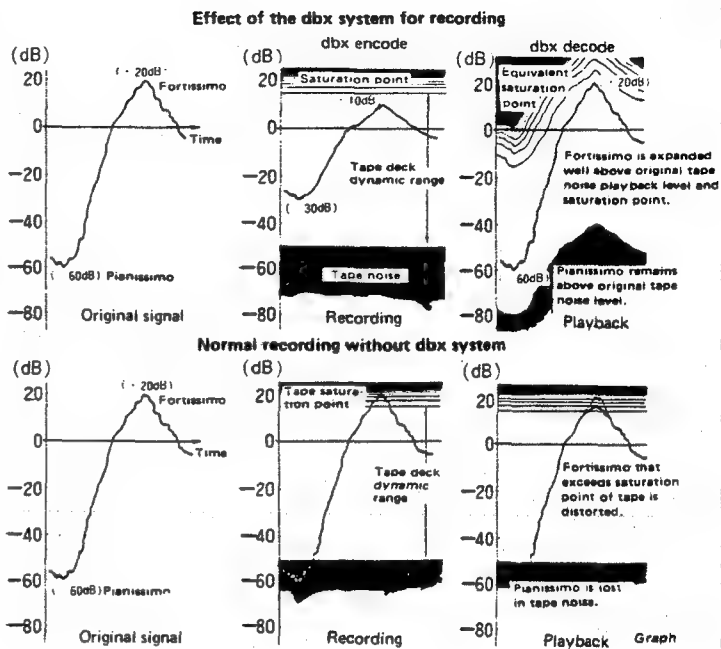 Effect of the dbx system for recording
dbx encode
dbx decode
(dB)
(dB)
(dB)
20
0
−20
−40
−60
−80
(· 20dB)
Fortissimo
Time
(60dB) Pianissimo
Original signal
20
0
−20
−40
−60
−80
Saturation point
10dB)
Tape deck
dynamic range
( 30dB)
Tape noise
Recording
20
0
−20
−40
−60
−80
Equivalent
saturation
point
20dB)
Fortissimo is expanded
well above original tape
noise playback level and
saturation point.
60dB)
Pianissimo remains
above original tape
noise level.
Playback
Normal recording without dbx system
(dB)
(dB)
(dB)
20
0
−20
−40
−60
−80
(· 20dB)
Fortissimo
Time
( 60dB) Pianissimo
Original signal
20
0
−20
−40
−60
−80
Tape satura-
tion point
Tape deck
dynamic
range
Recording
20
0
−20
−40
−60
−80
Fortissimo that
exceeds saturation
point of tape is
distorted.
Pianissimo is lost
in tape noise.
Playback
Graph